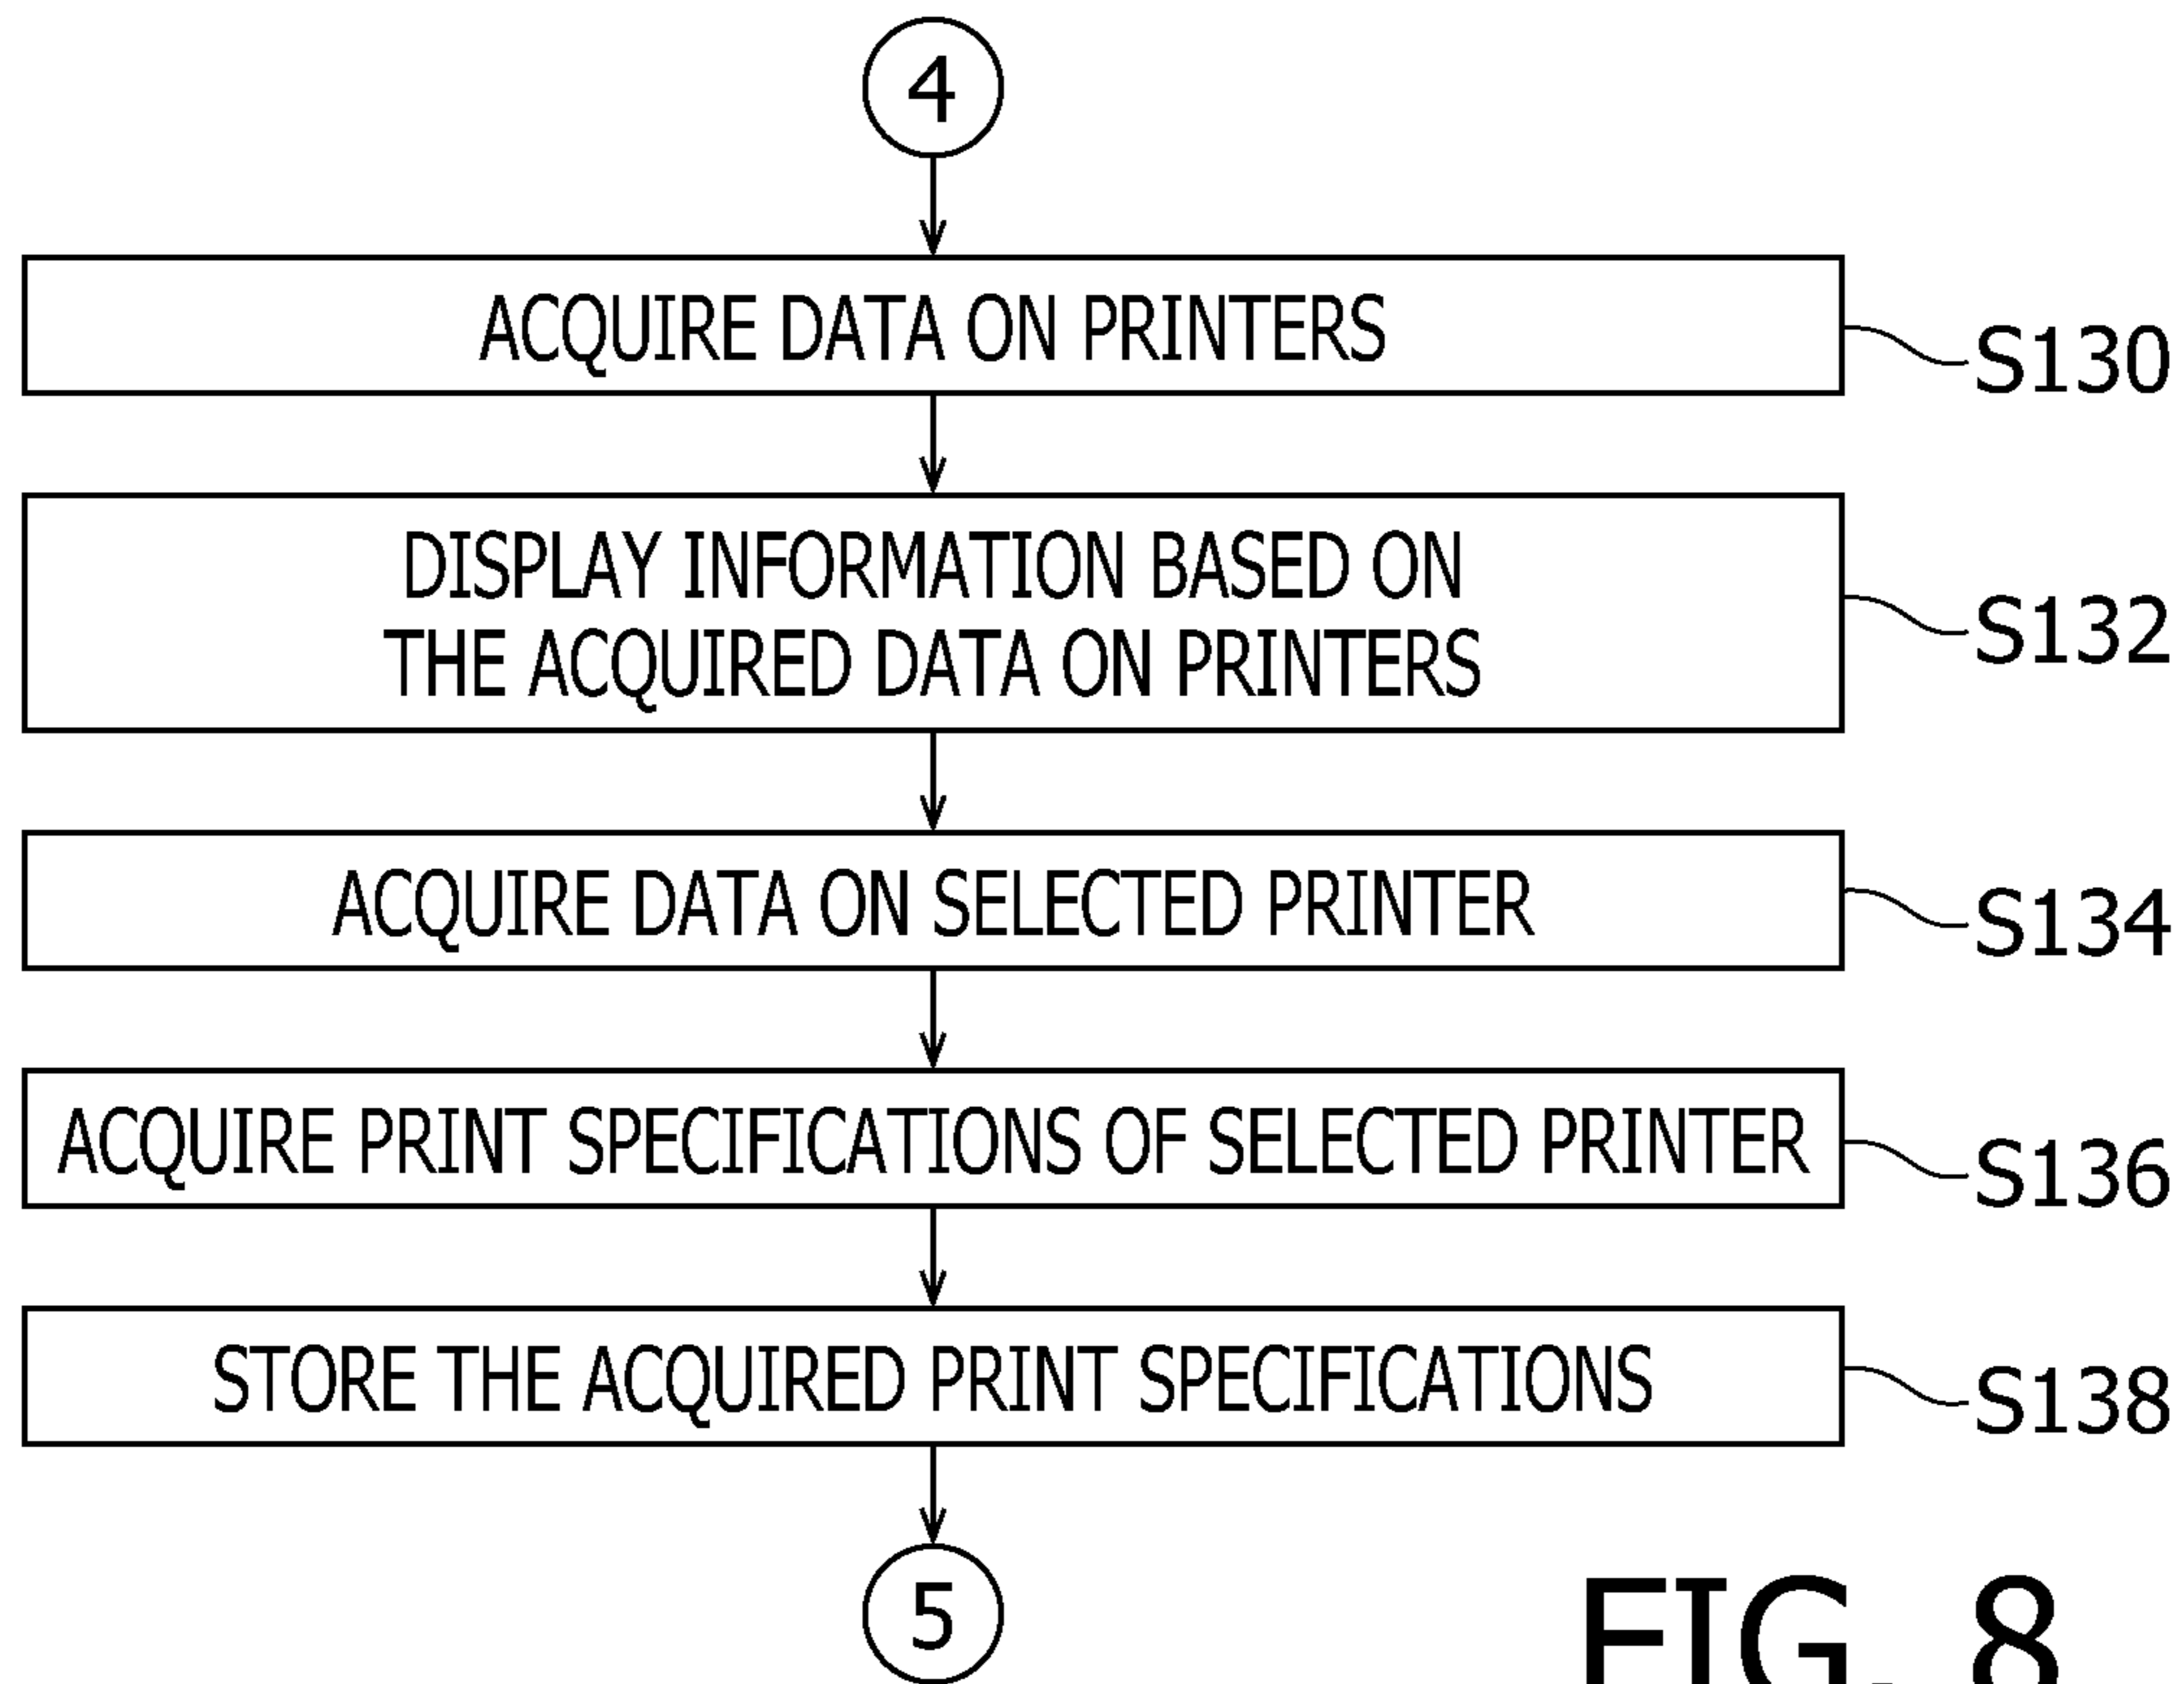 4
ACQUIRE DATA ON PRINTERS
S130
DISPLAY INFORMATION BASED ON
THE ACQUIRED DATA ON PRINTERS
S132
ACQUIRE DATA ON SELECTED PRINTER
S134
ACQUIRE PRINT SPECIFICATIONS OF SELECTED PRINTER
S136
STORE THE ACQUIRED PRINT SPECIFICATIONS
S138
5
FIG. 8